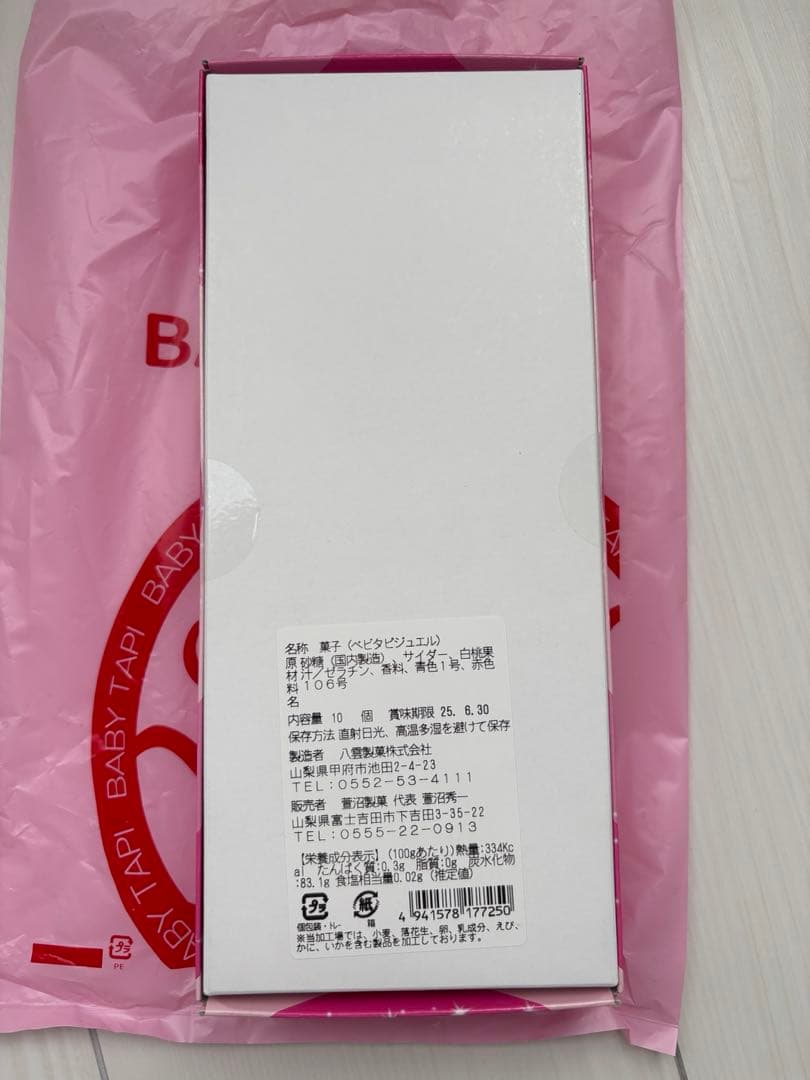 BA
BABY TAPI
BABY TAPI
BABY TAPI
名称 菓子 (ベビタピジュエル)
原 砂糖 (国内製造) 、サイダー、白桃果
材 汁/ゼラチン、香料、青色1号、赤色
料 106号
名
内容量 10 個 賞味期限 25. 6.30
保存方法 直射日光、高温多湿を避けて保存
製造者 八雲製菓株式会社
山梨県甲府市池田2-4-23
TEL:0552-53-4111
販売者 萱沼製菓 代表 萱沼秀一
山梨県富士吉田市下吉田3-35-22
TEL:0555-22-0913
【栄養成分表示】(100gあたり)熱量:334Kc
al たんぱく質:0.3g 脂質:0g 炭水化物
:83.1g 食塩相当量0.02g (推定値)
プラ 紙 4 941578 177250
個包装・トレー 箱
※当加工場では、小麦、落花生、卵、乳成分、えび、
かに、いかを含む製品を加工しております。
プラ
PE